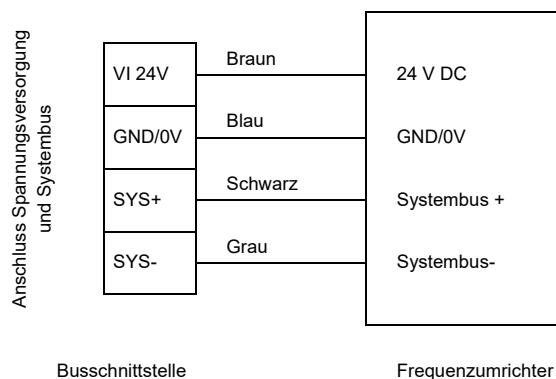 Anschluss Spannungsversorgung
und Systembus
VI 24V
Braun
24 V DC
GND/0V
Blau
GND/0V
SYS+
Schwarz
Systembus +
SYS-
Grau
Systembus-
Busschnittstelle
Frequenzumrichter